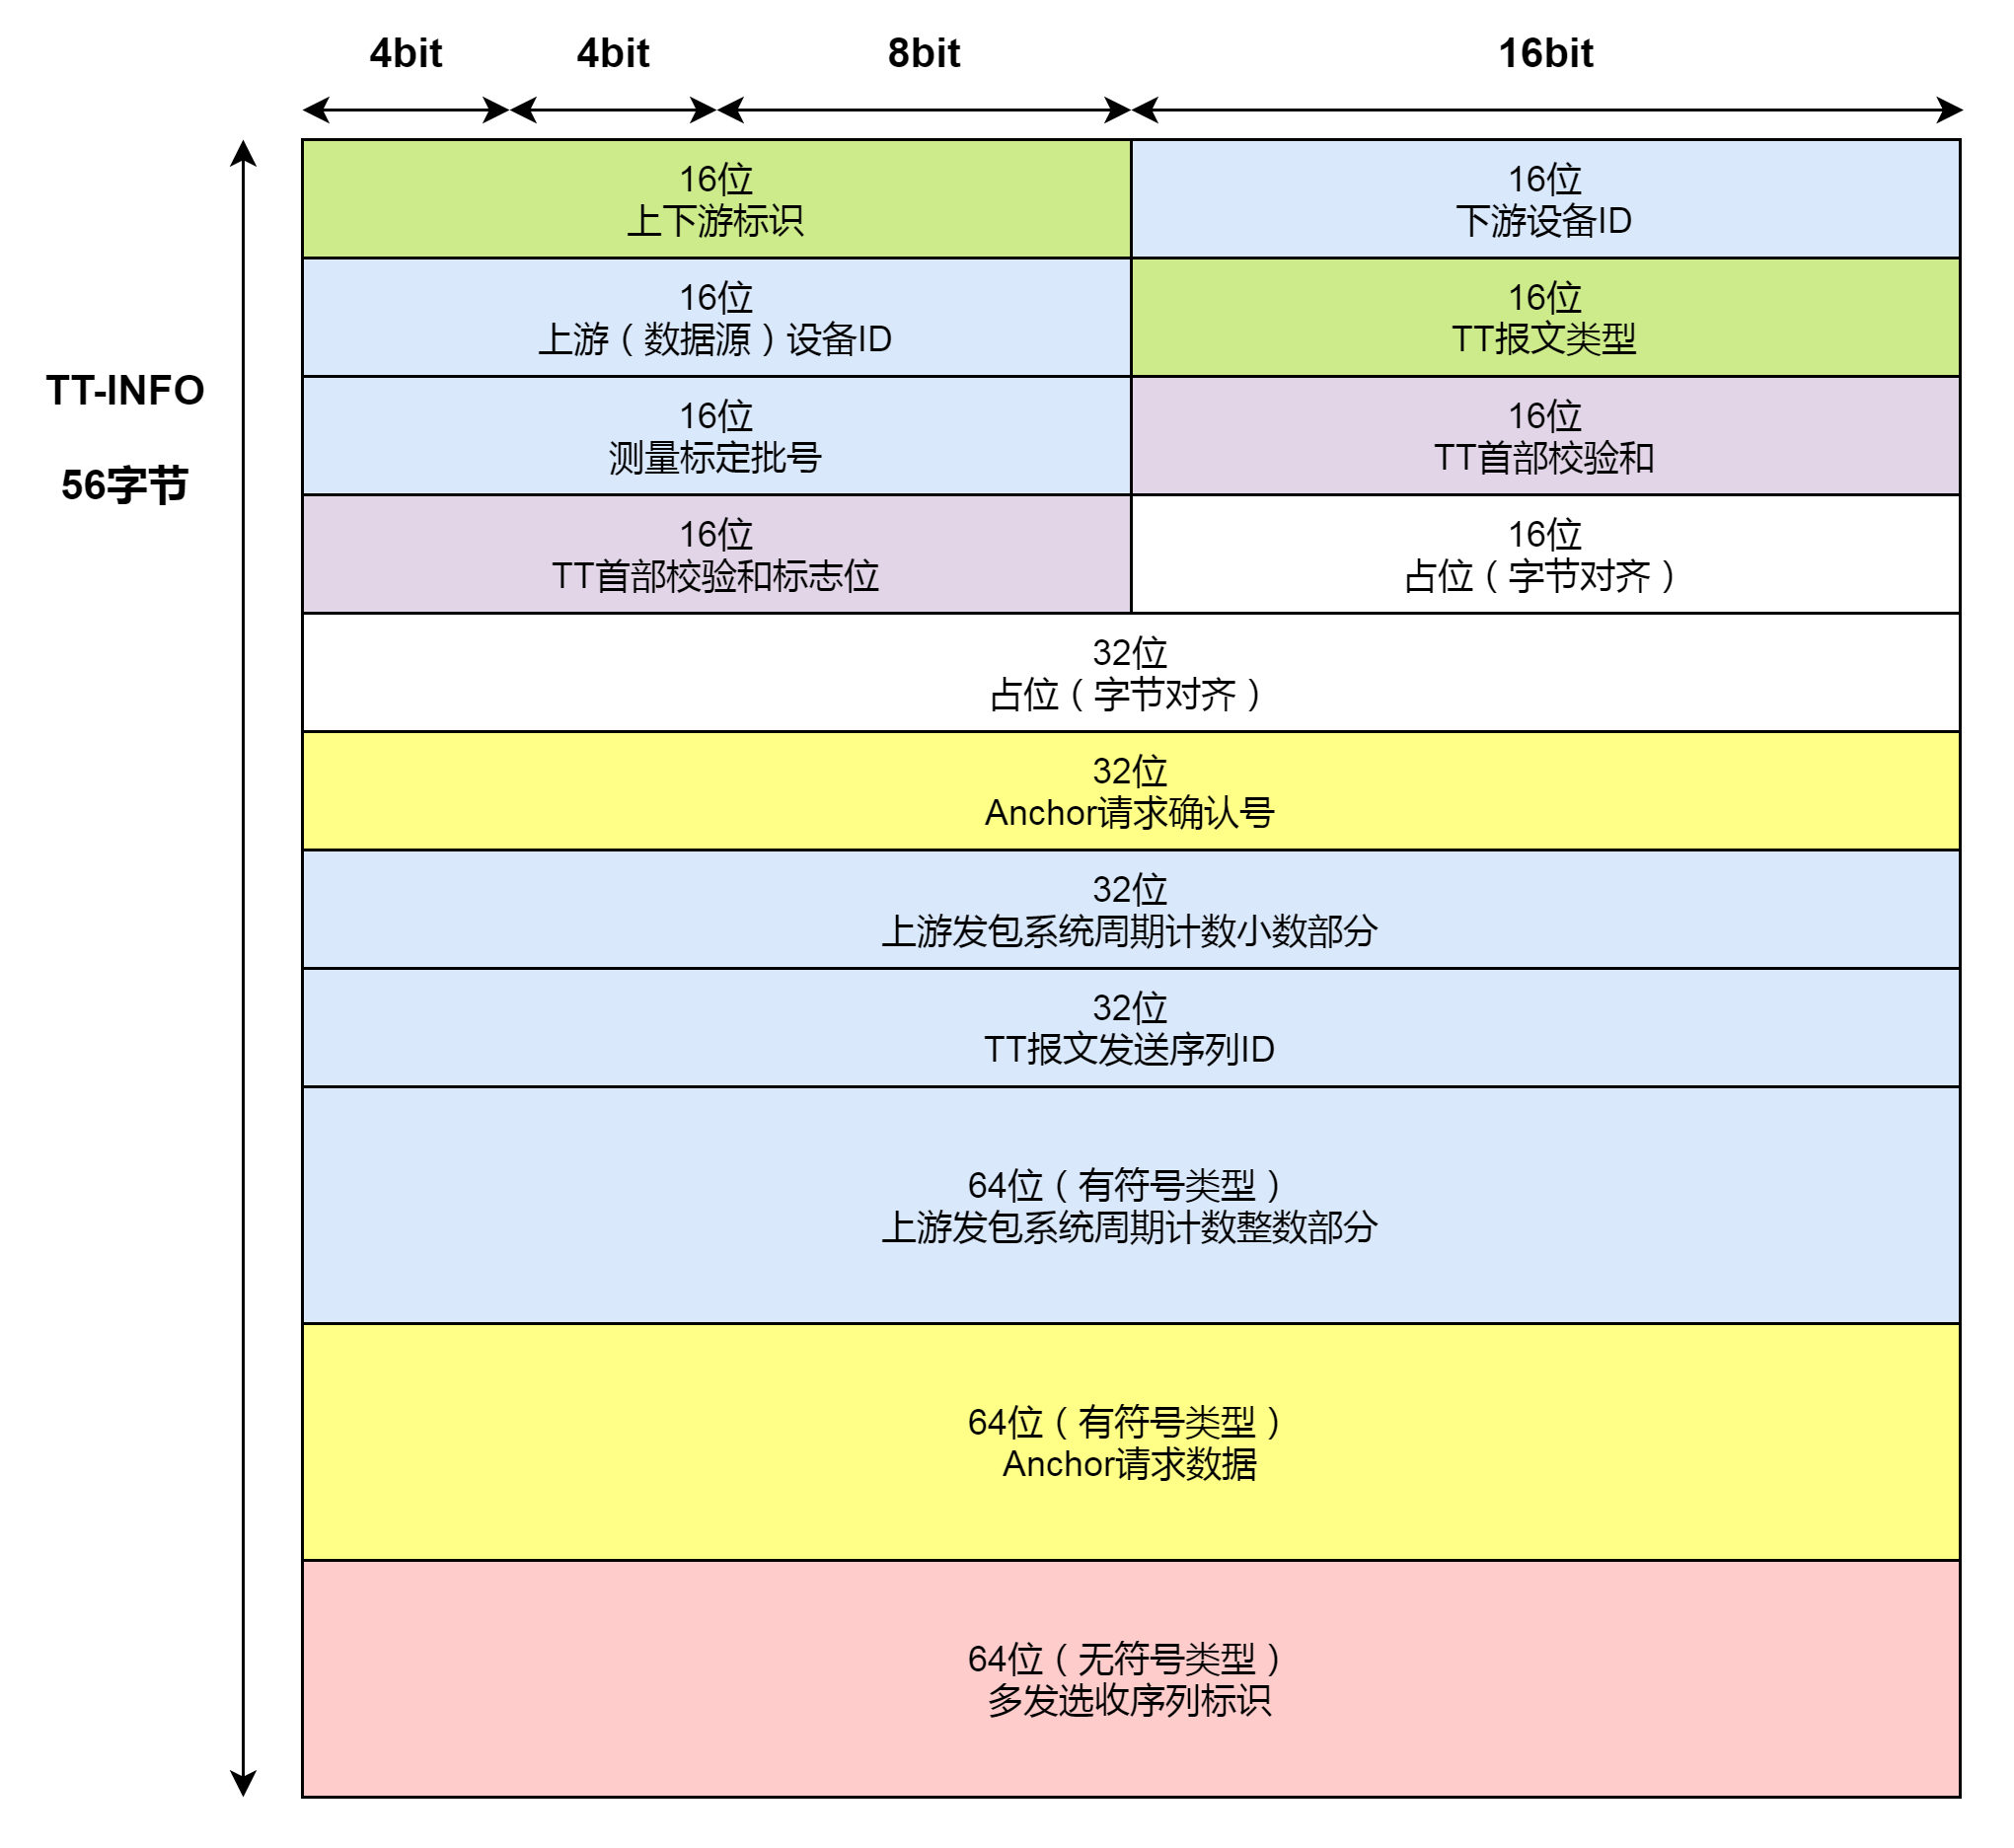 4bit
4bit
8bit
16bit
16位
上下游标识
16位
下游设备ID
16位
上游（数据源）设备ID
16位
TT报文类型
TT-INFO
56字节
16位
测量标定批号
16位
TT首部校验和
16位
TT首部校验和标志位
16位
占位（字节对齐）
32位
占位（字节对齐）
32位
Anchor请求确认号
32位
上游发包系统周期计数小数部分
32位
TT报文发送序列ID
64位（有符号类型）
上游发包系统周期计数整数部分
64位（有符号类型）
Anchor请求数据
64位（无符号类型）
多发选收序列标识